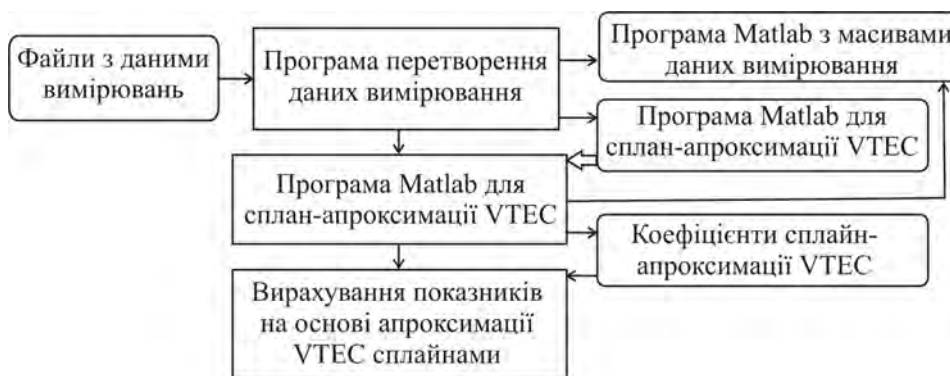 Файли з даними
вимірювань
Програма перетворення
даних вимірювання
Програма Matlab з масивами
даних вимірювання
Програма Matlab для
сплан-апроксимації VTEC
Програма Matlab для
сплан-апроксимації VTEC
Коефіцієнти сплайн-
апроксимації VTEC
Вирахування показників
на основі апроксимації
VTEC сплайнами